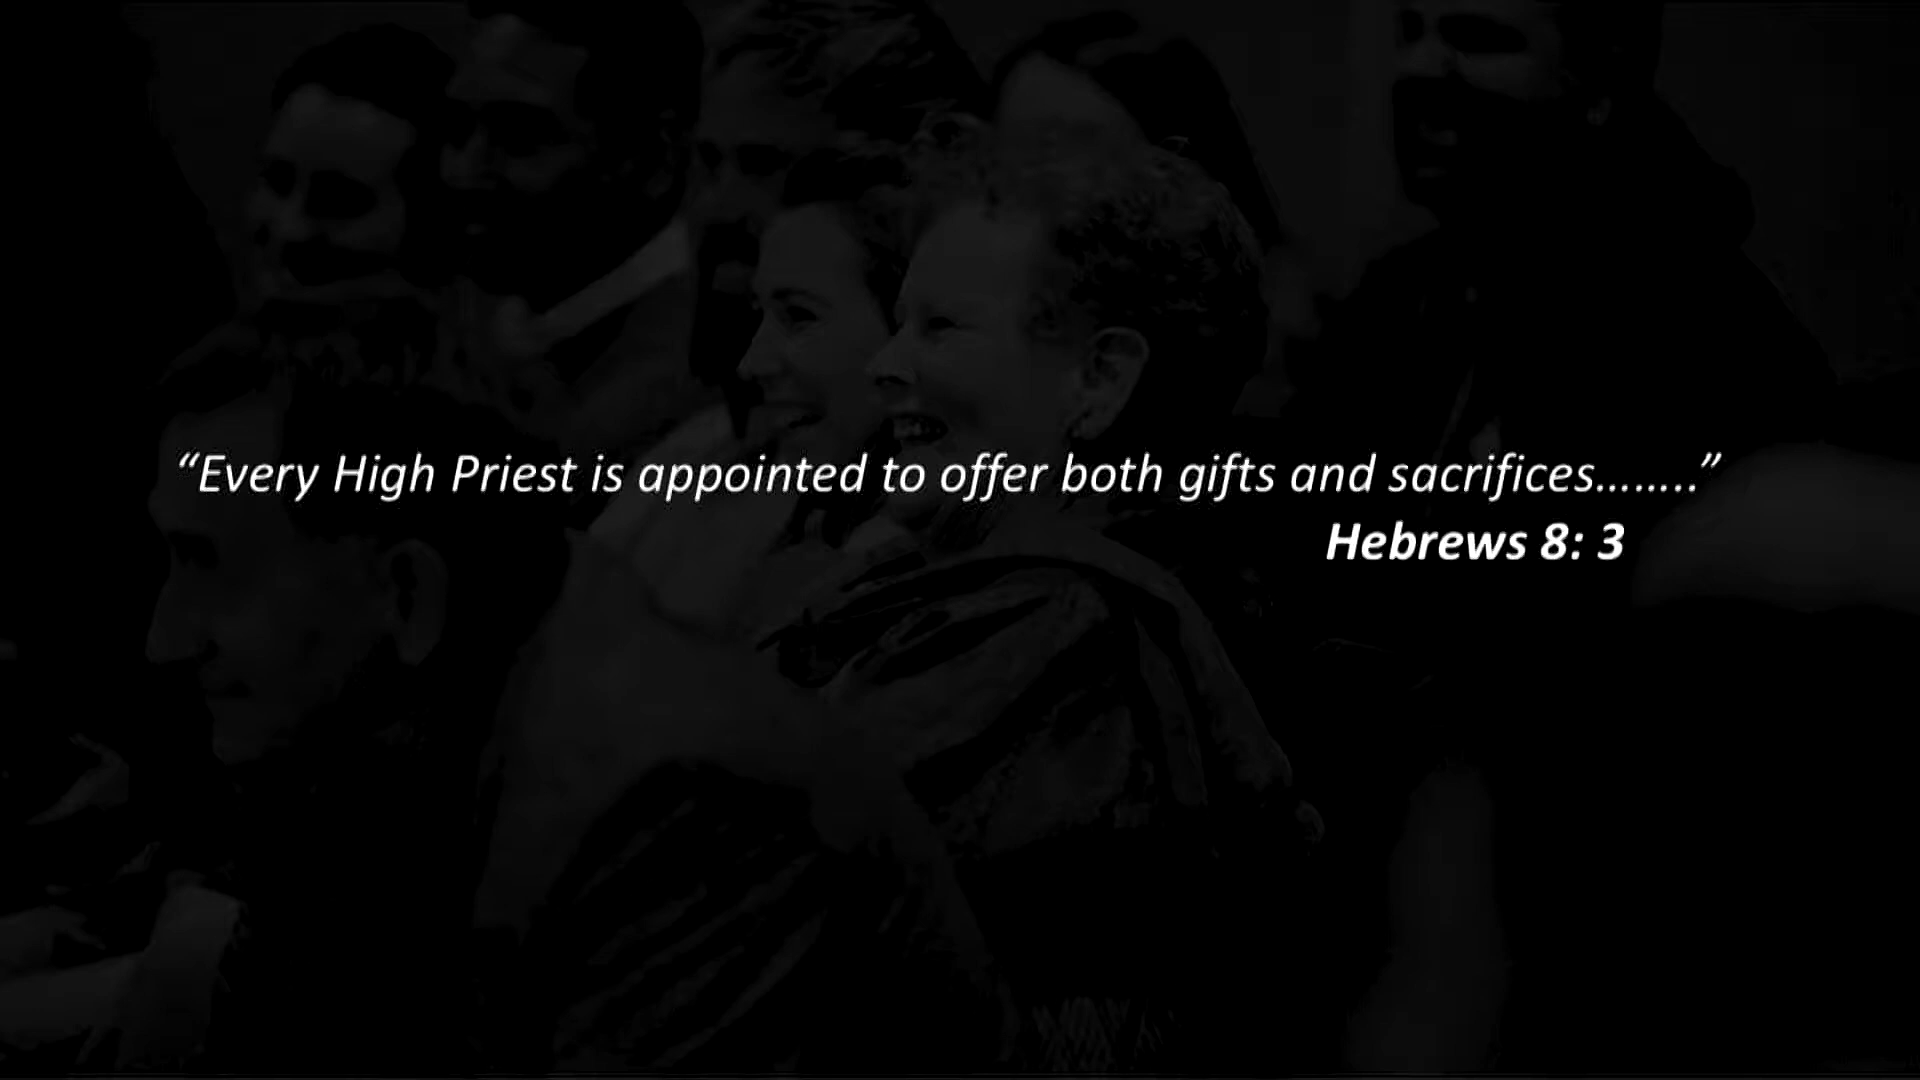 “Every High Priest is appointed to offer both gifts and sacrifices……..”
Hebrews 8: 3